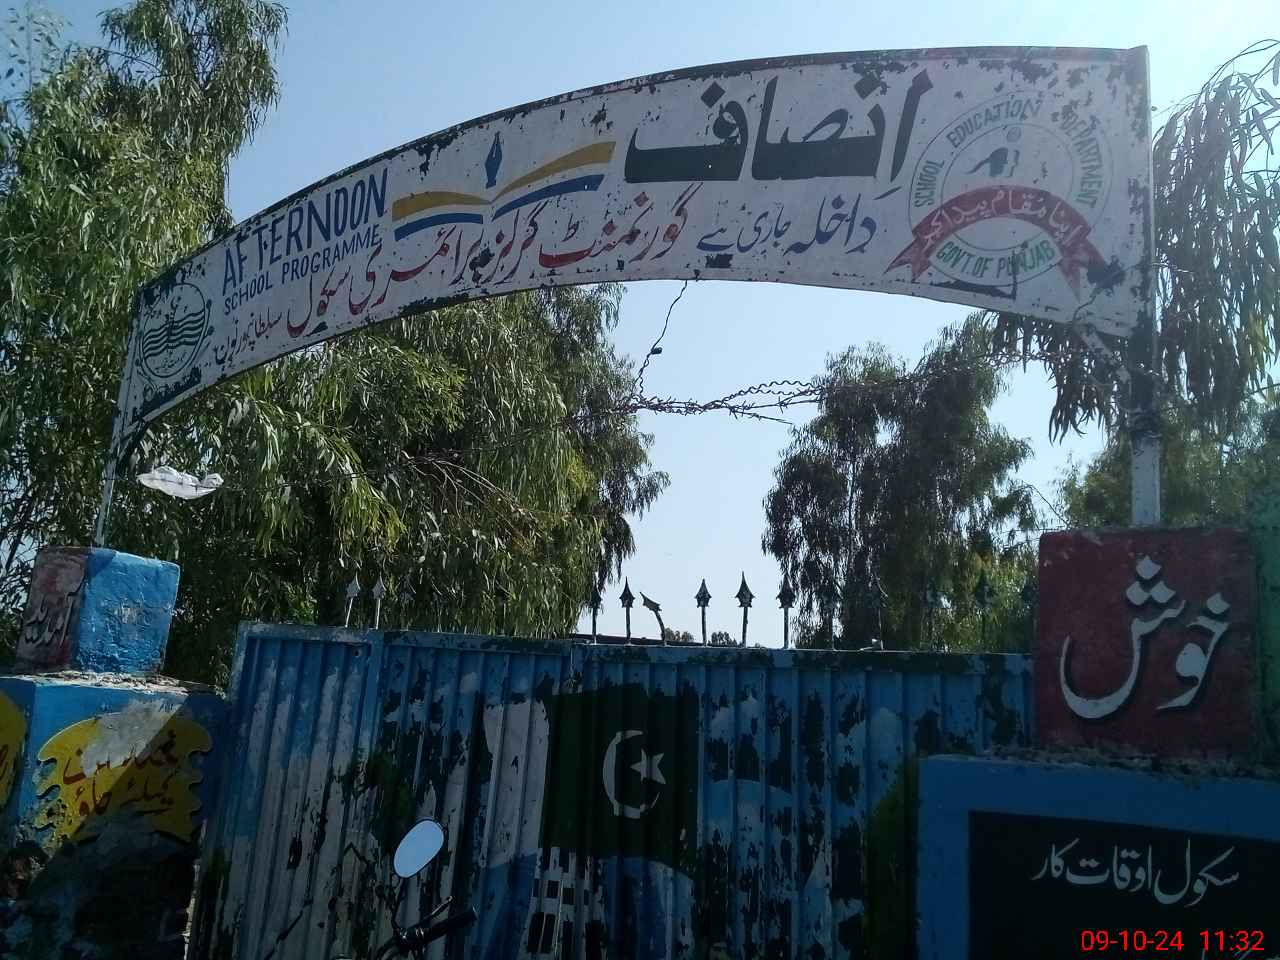 انصاف
AFTERNOON
SCHOOL PROGRAMME
داخلہ جاری ہے
گورنمنٹ گرلز پرائمری سکول
SCHOOL EDUCATION DEPARTMENT
اپنا مقام پیدا کر
GOVT. OF PUNJAB
خوش
آمدید
سکول اوقات کار
09-10-24 11:32